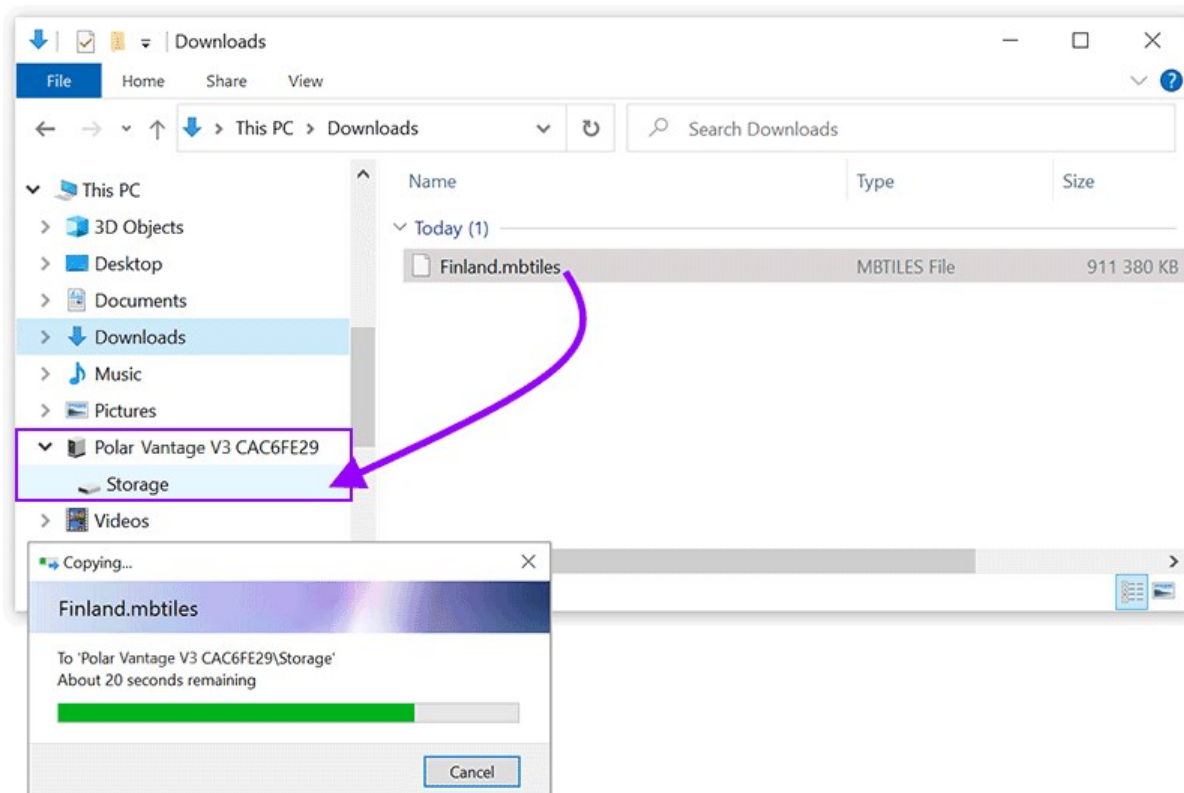 Downloads
File Home Share View
This PC > Downloads
Search Downloads
This PC
3D Objects
Desktop
Documents
Downloads
Music
Pictures
Polar Vantage V3 CAC6FE29
Storage
Videos
Name Type Size
Today (1)
Finland.mbtiles MBTILES File 911 380 KB
Copying...
Finland.mbtiles
To 'Polar Vantage V3 CAC6FE29\Storage'
About 20 seconds remaining
Cancel